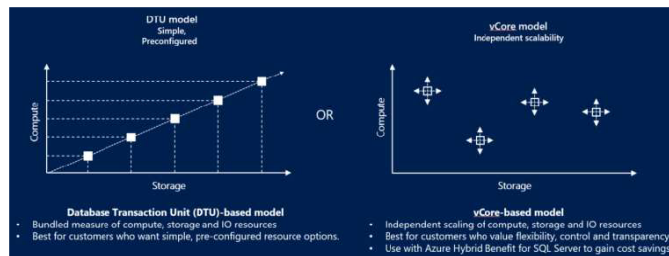 DTU model
Simple,
Preconfigured
Compute
Storage
Database Transaction Unit (DTU)-based model
• Bundled measure of compute, storage and IO resources
• Best for customers who want simple, pre-configured resource options.
OR
vCore model
Independent scalability
Compute
Storage
vCore-based model
• Independent scaling of compute, storage and IO resources
• Best for customers who value flexibility, control and transparency
• Use with Azure Hybrid Benefit for SQL Server to gain cost savings